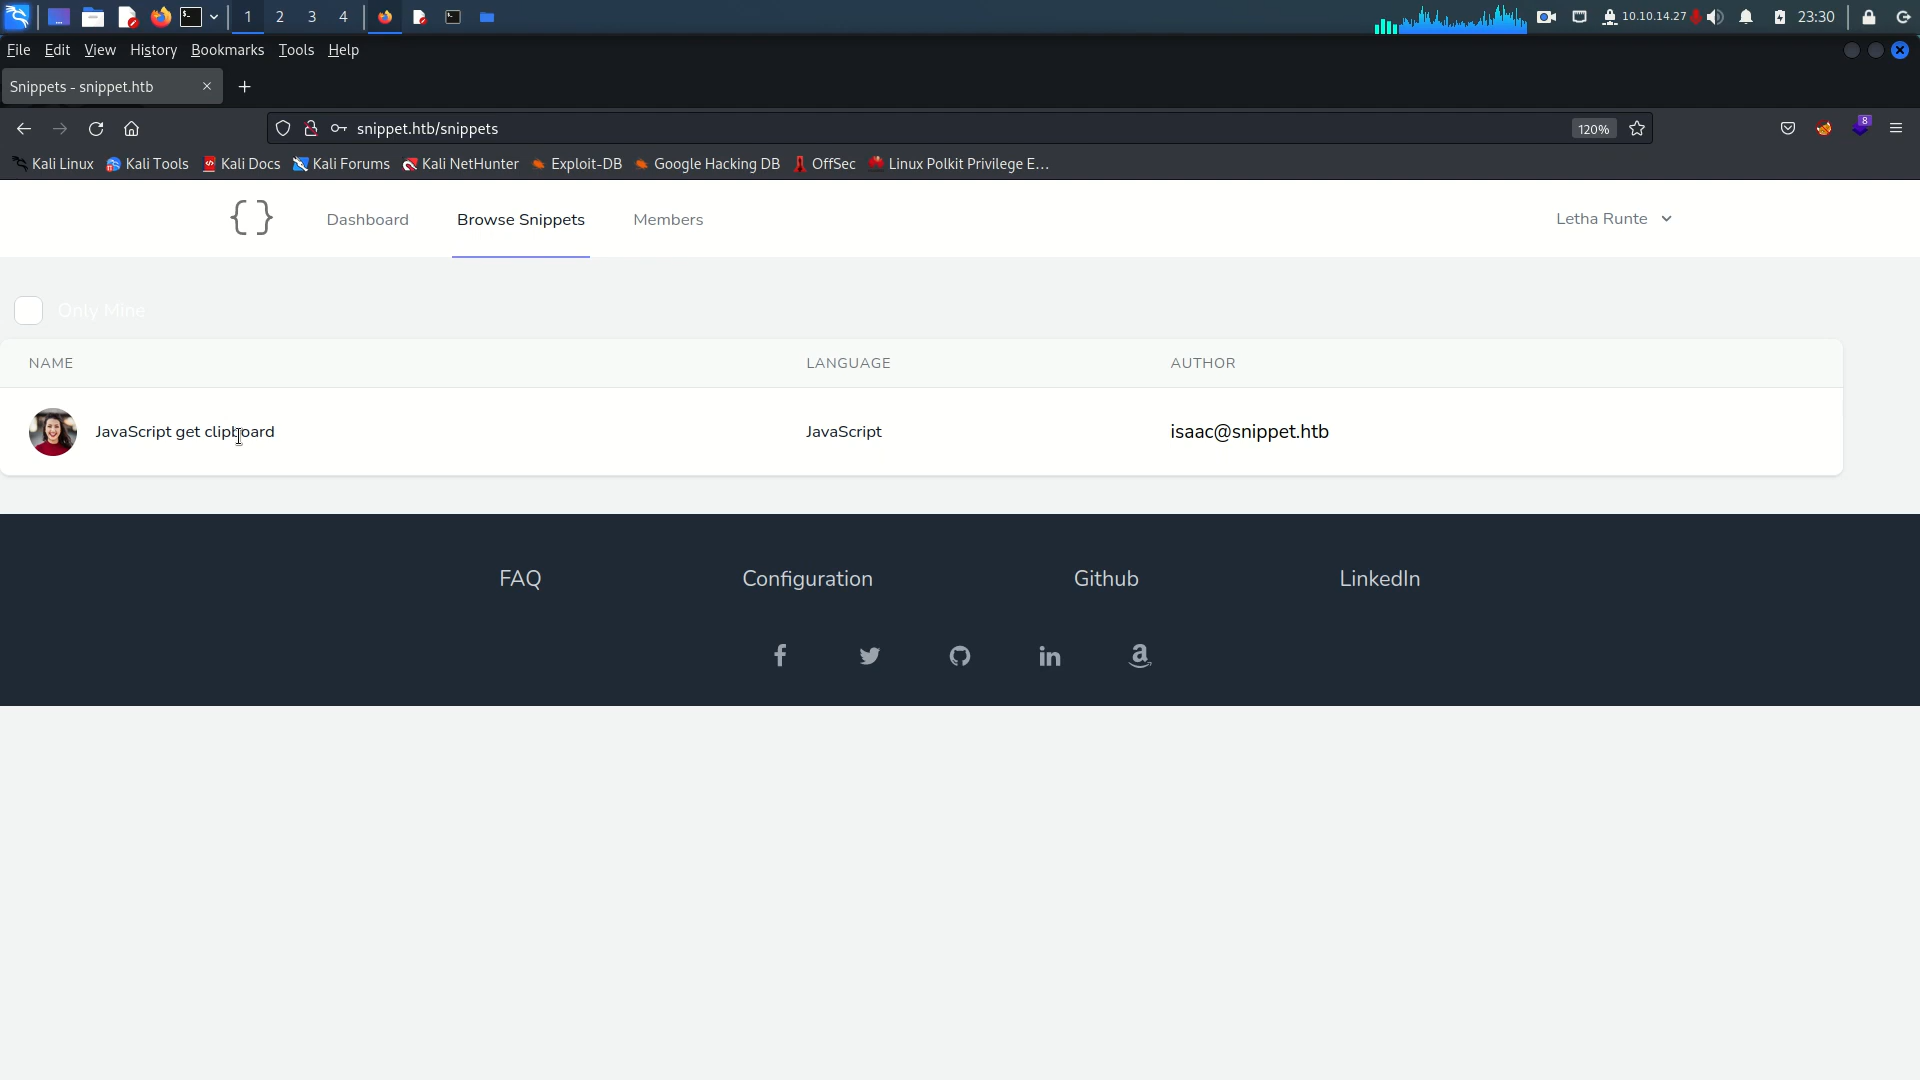 1 2 3 4 10.10.14.27 23:30
File Edit View History Bookmarks Tools Help
Snippets - snippet.htb
snippet.htb/snippets 120% 8
Kali Linux Kali Tools Kali Docs Kali Forums Kali NetHunter Exploit-DB Google Hacking DB OffSec Linux Polkit Privilege E…
{ } Dashboard Browse Snippets Members Letha Runte
Only Mine
NAME LANGUAGE AUTHOR
JavaScript get clipboard JavaScript isaac@snippet.htb
FAQ Configuration Github LinkedIn